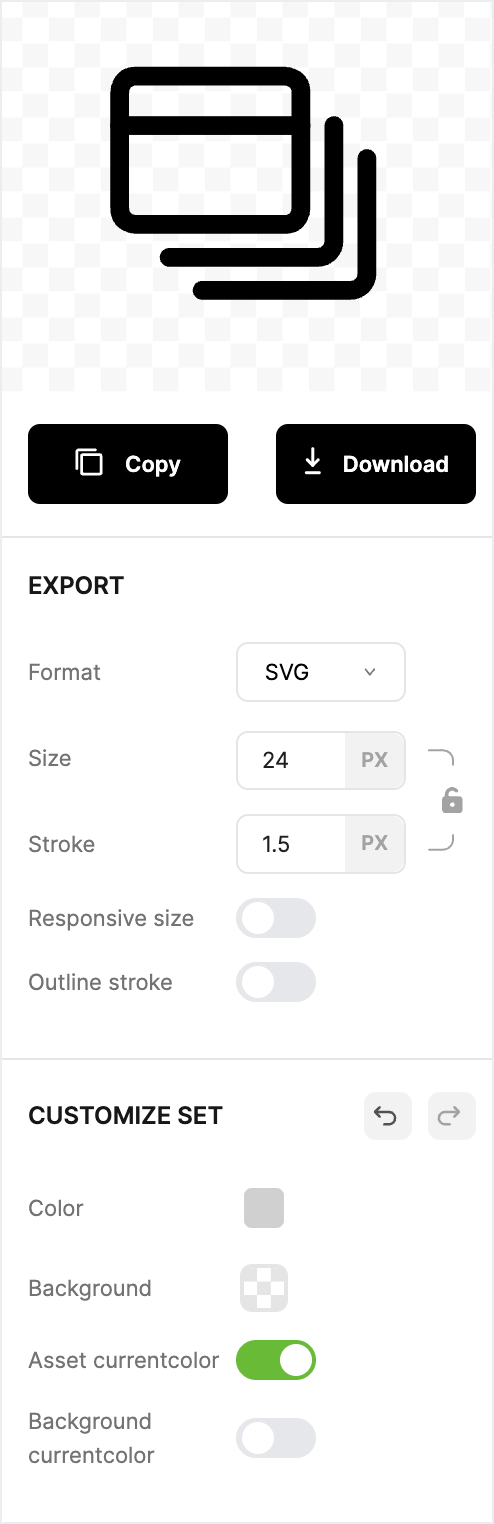 Copy
Download
EXPORT
Format
SVG
Size
24
PX
Stroke
1.5
PX
Responsive size
Outline stroke
CUSTOMIZE SET
Color
Background
Asset currentcolor
Background
currentcolor